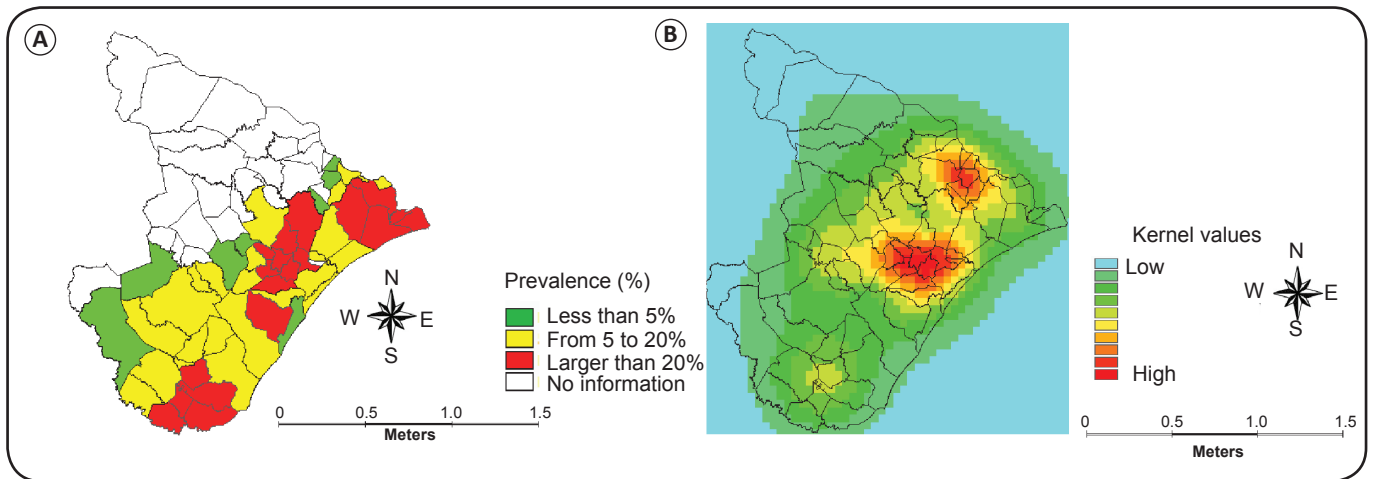 A
N
W E
S
Prevalence (%)
Less than 5%
From 5 to 20%
Larger than 20%
No information
0 0.5 1.0 1.5
Meters
B
Kernel values
Low
High
N
W E
S
0 0.5 1.0 1.5
Meters